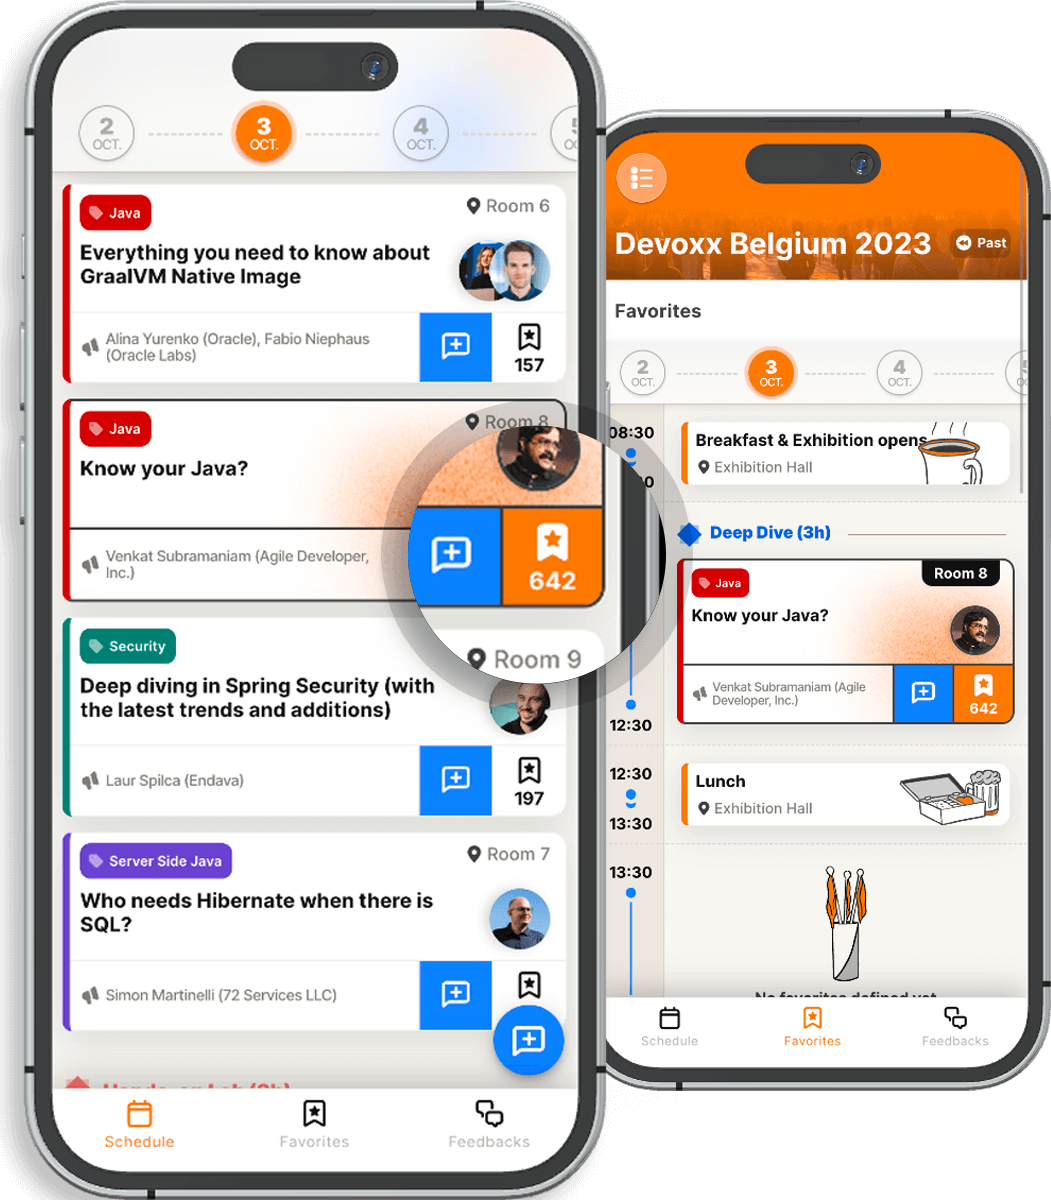 2
OCT.
3
OCT.
4
OCT.
Java
Room 6
Everything you need to know about
GraalVM Native Image
Alina Yurenko (Oracle), Fabio Niephaus
(Oracle Labs)
157
Java
Room 8
Know your Java?
Venkat Subramaniam (Agile Developer,
Inc.)
642
Security
Room 9
Deep diving in Spring Security (with
the latest trends and additions)
Laur Spilca (Endava)
197
Server Side Java
Room 7
Who needs Hibernate when there is
SQL?
Simon Martinelli (72 Services LLC)
Schedule
Favorites
Feedbacks
Devoxx Belgium 2023
Past
Favorites
2
OCT.
3
OCT.
4
OCT.
08:30
Breakfast & Exhibition opens
Exhibition Hall
Deep Dive (3h)
Java
Room 8
Know your Java?
Venkat Subramaniam (Agile
Developer, Inc.)
642
12:30
12:30
Lunch
Exhibition Hall
13:30
13:30
No favorites defined yet
Schedule
Favorites
Feedbacks